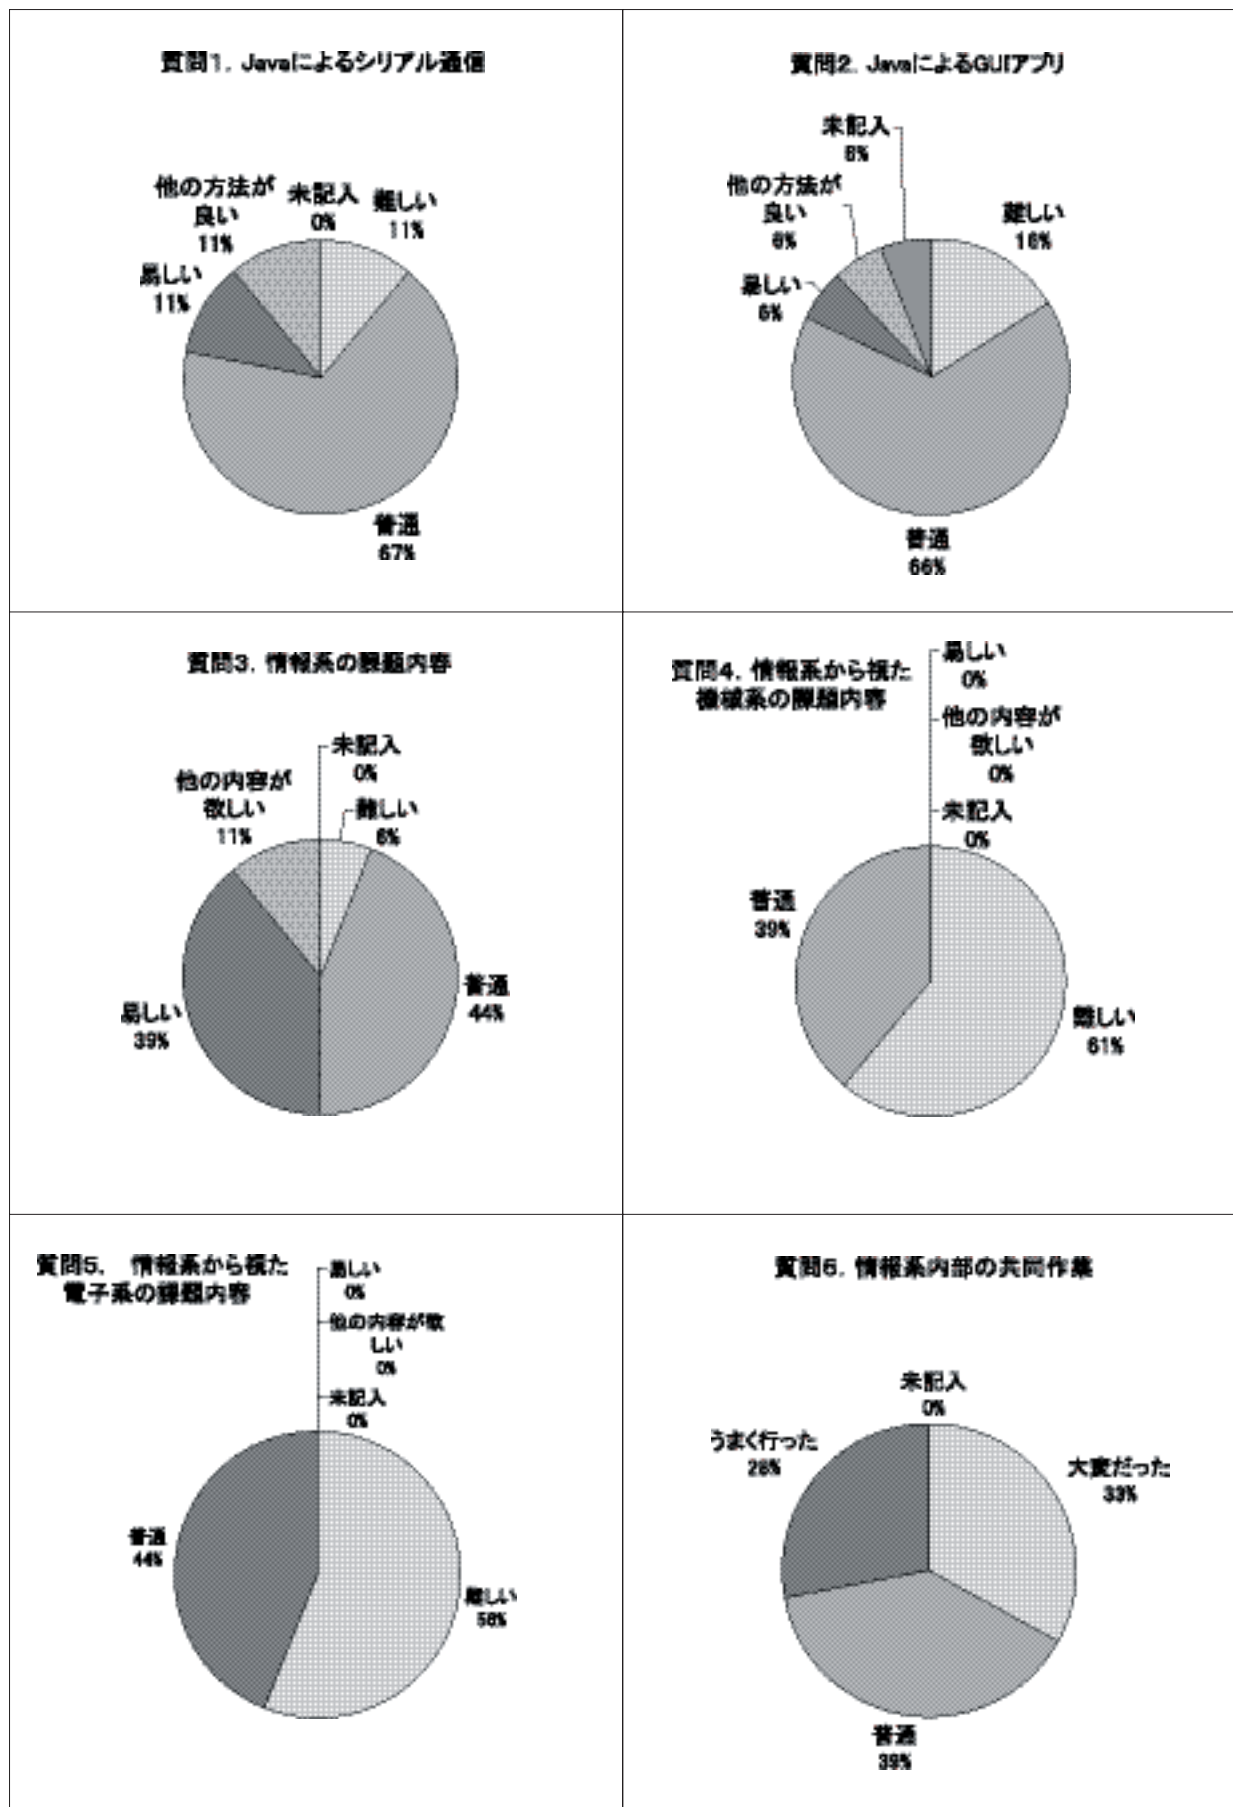 質問1．Javaによるシリアル通信
他の方法が
良い
11%
未記入
0%
難しい
11%
易しい
11%
普通
67%
質問2．JavaによるGUIアプリ
未記入
6%
他の方法が
良い
6%
難しい
16%
易しい
6%
普通
66%
質問3．情報系の課題内容
未記入
0%
他の内容が
欲しい
11%
難しい
6%
普通
44%
易しい
39%
質問4．情報系から視た
機械系の課題内容
易しい
0%
他の内容が
欲しい
0%
未記入
0%
普通
39%
難しい
61%
質問5．　情報系から視た
電子系の課題内容
易しい
0%
他の内容が欲
しい
0%
未記入
0%
普通
44%
難しい
56%
質問6．情報系内部の共同作業
未記入
0%
うまく行った
28%
大変だった
33%
普通
39%